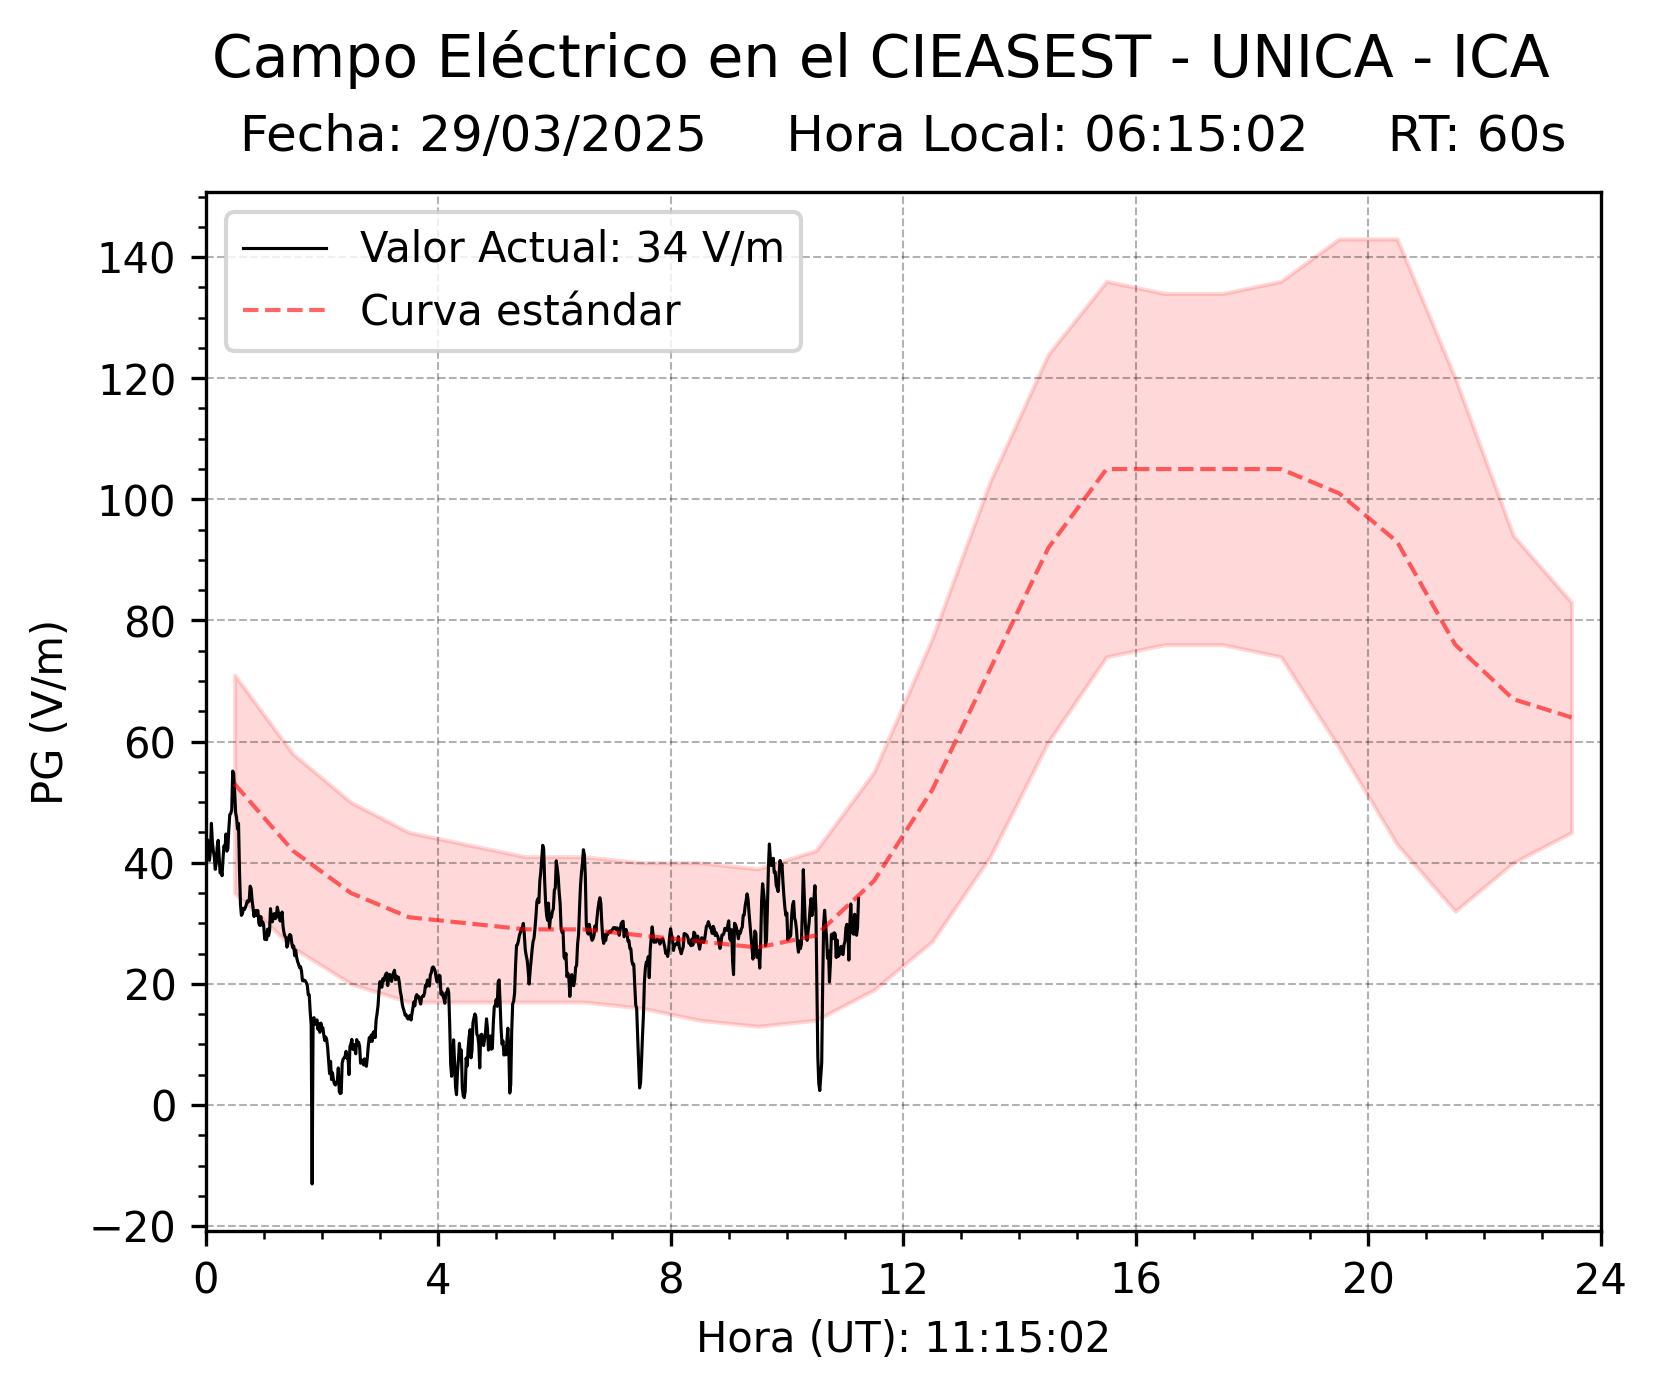 Campo Eléctrico en el CIEASEST - UNICA - ICA
Fecha: 29/03/2025 Hora Local: 06:15:02 RT: 60s
Valor Actual: 34 V/m
Curva estándar
PG (V/m)
140
120
100
80
60
40
20
0
−20
0 4 8 12 16 20 24
Hora (UT): 11:15:02